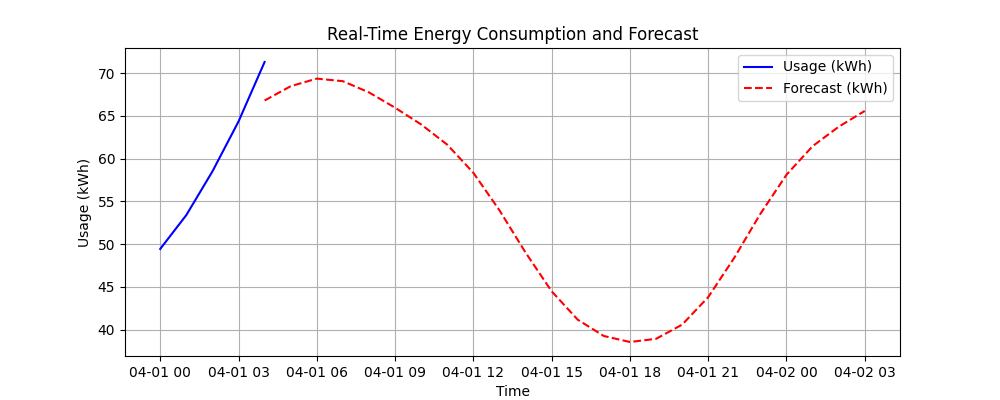 Real-Time Energy Consumption and Forecast
Usage (kWh)
Forecast (kWh)
Usage (kWh)
70
65
60
55
50
45
40
04-01 00 04-01 03 04-01 06 04-01 09 04-01 12 04-01 15 04-01 18 04-01 21 04-02 00 04-02 03
Time